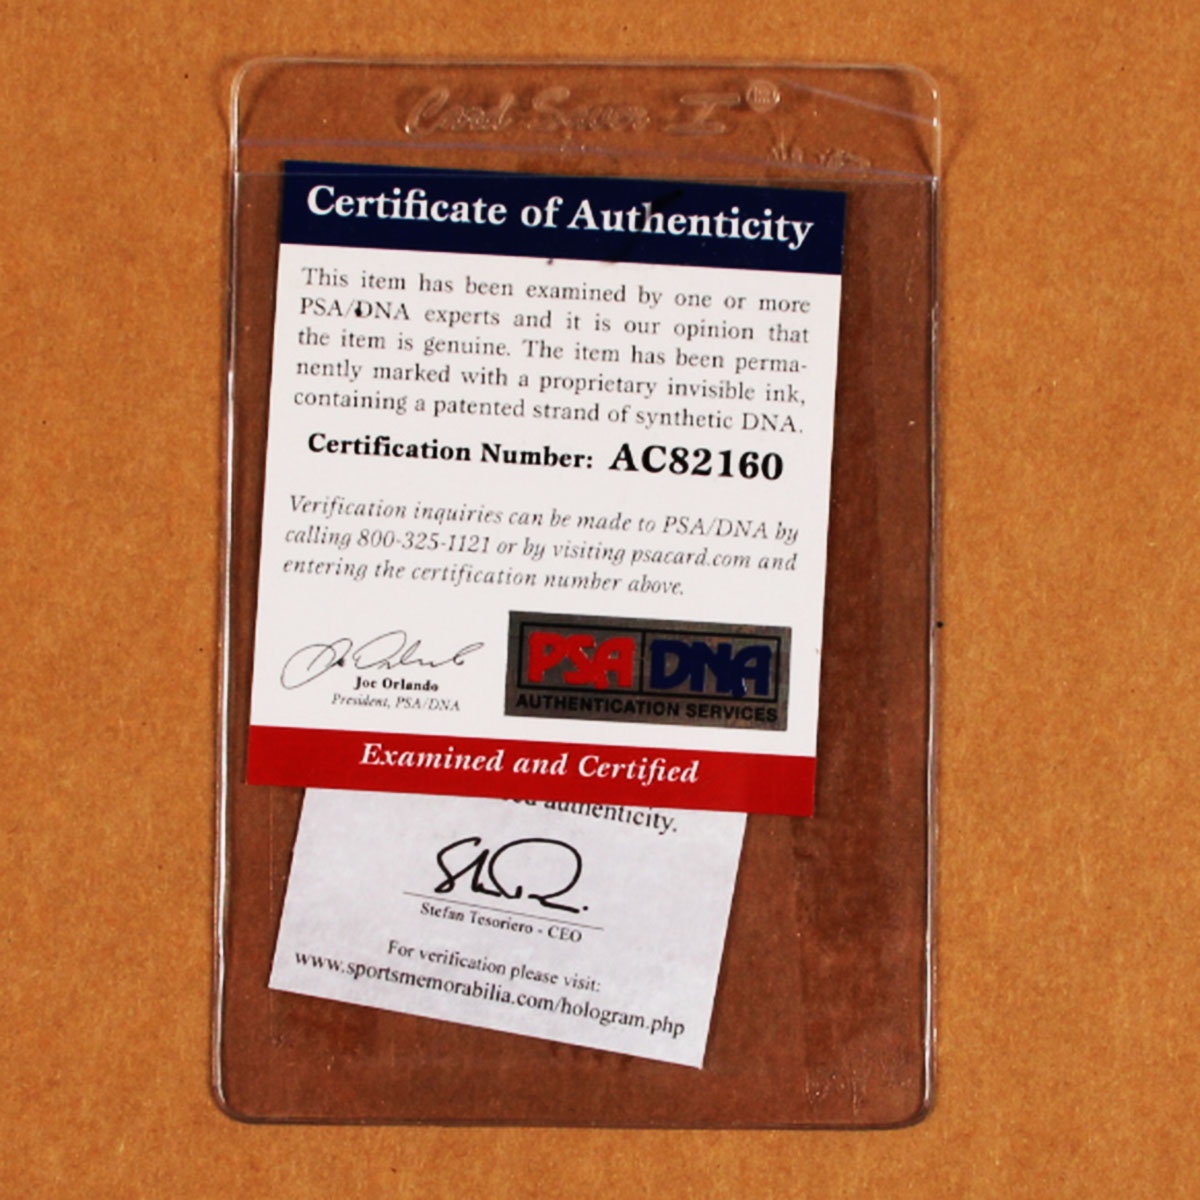 Card Saver I
Certificate of Authenticity
This item has been examined by one or more
PSA/DNA experts and it is our opinion that
the item is genuine. The item has been perma-
nently marked with a proprietary invisible ink,
containing a patented strand of synthetic DNA.
Certification Number: AC82160
Verification inquiries can be made to PSA/DNA by
calling 800-325-1121 or by visiting psacard.com and
entering the certification number above.
Joe Orlando
President, PSA/DNA
PSA DNA
AUTHENTICATION SERVICES
Examined and Certified
authenticity.
Stefan Tesoriero - CEO
For verification please visit:
www.sportsmemorabilia.com/hologram.php